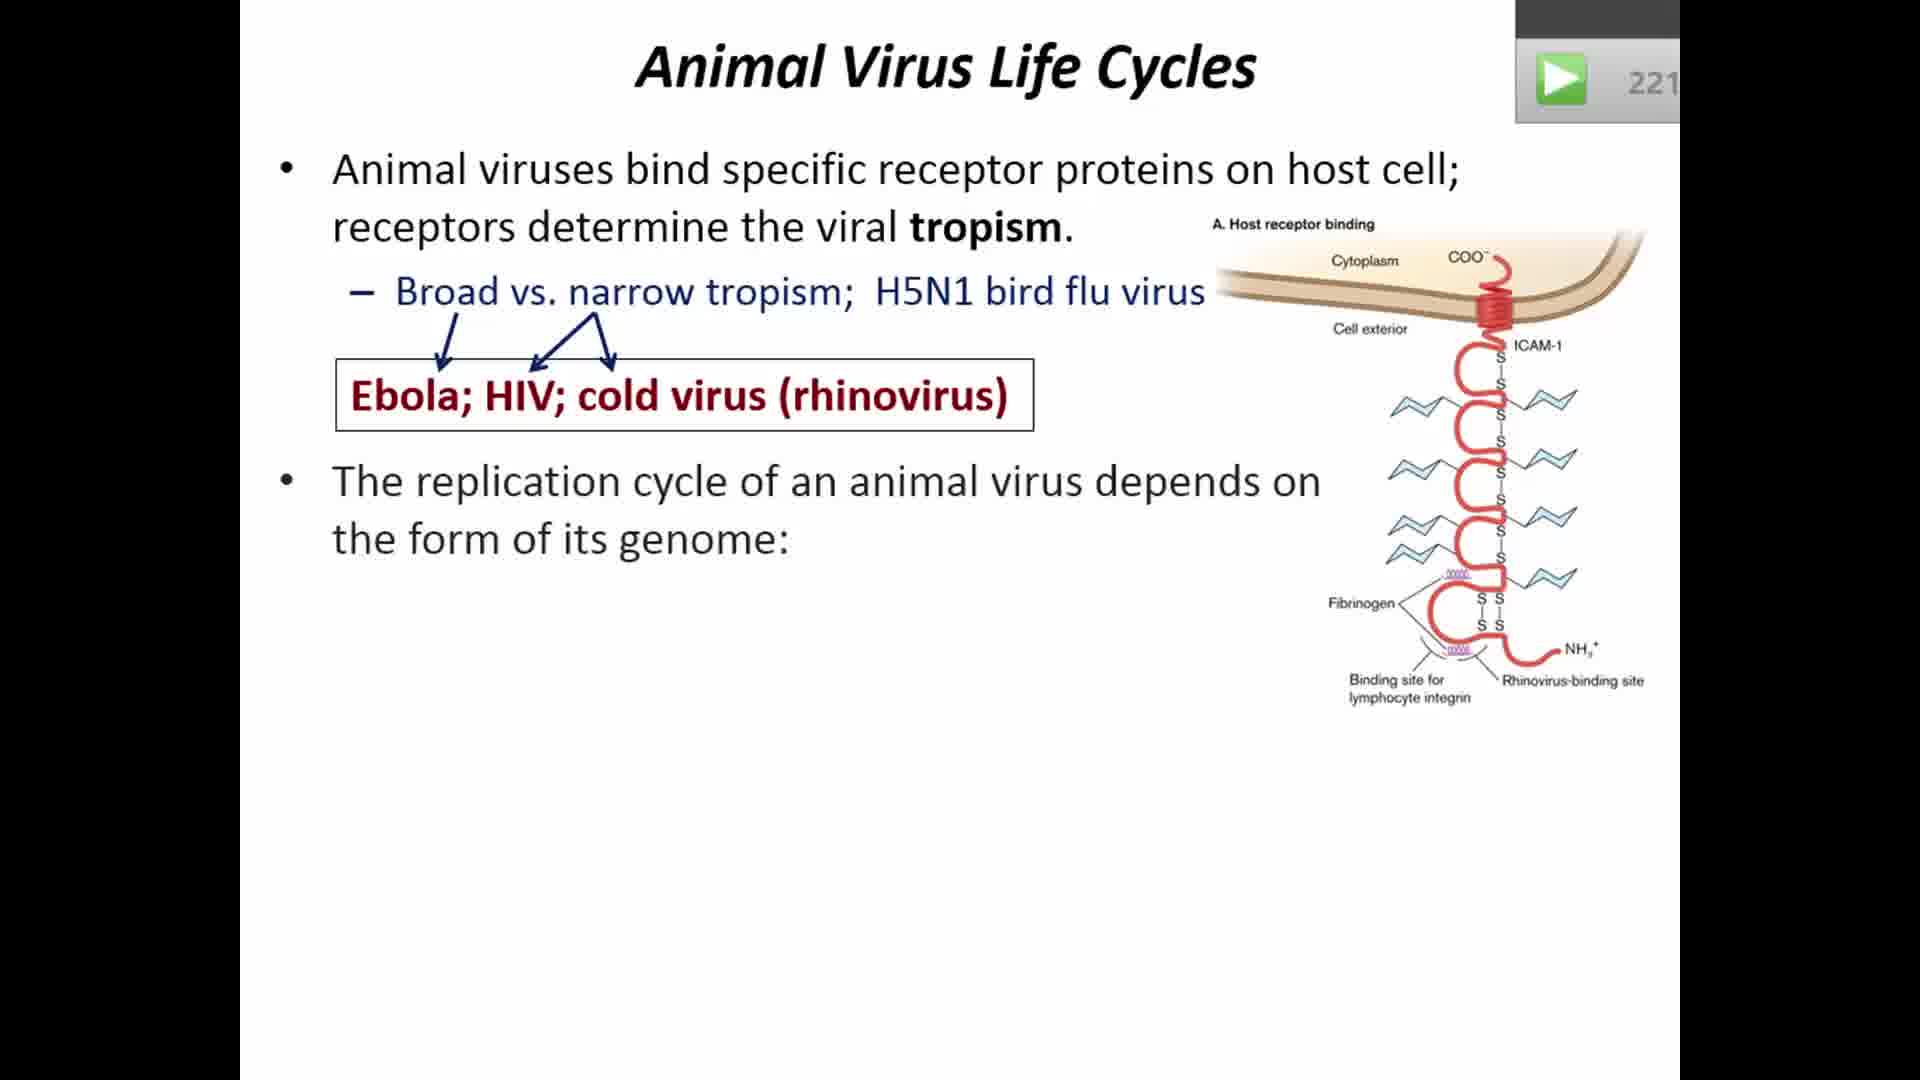 Animal Virus Life Cycles
221
• Animal viruses bind specific receptor proteins on host cell;
receptors determine the viral tropism.
– Broad vs. narrow tropism; H5N1 bird flu virus
Ebola; HIV; cold virus (rhinovirus)
• The replication cycle of an animal virus depends on
the form of its genome:
A. Host receptor binding
Cytoplasm
COO⁻
Cell exterior
ICAM-1
S
S
S
S
S
S
S
S
Fibrinogen
S S
S S
NH₃⁺
Binding site for
lymphocyte integrin
Rhinovirus-binding site